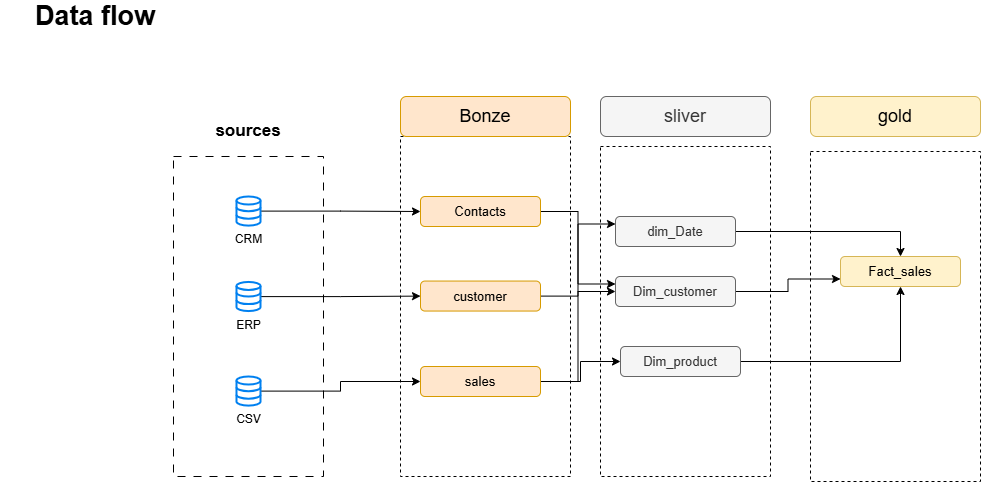 Data flow
sources
Bonze
sliver
gold
CRM
Contacts
dim_Date
Fact_sales
ERP
customer
Dim_customer
CSV
sales
Dim_product